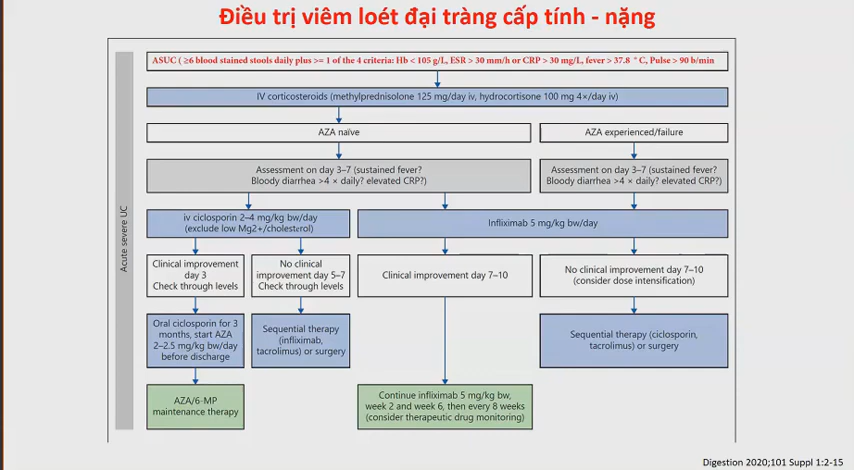 Điều trị viêm loét đại tràng cấp tính - nặng
ASUC ( ≥6 blood stained stools daily plus >= 1 of the 4 criteria: Hb < 105 g/L, ESR > 30 mm/h or CRP > 30 mg/L, fever > 37.8 °C, Pulse > 90 b/min
IV corticosteroids (methylprednisolone 125 mg/day iv, hydrocortisone 100 mg 4×/day iv)
AZA naïve
AZA experienced/failure
Assessment on day 3–7 (sustained fever?
Bloody diarrhea >4 × daily? elevated CRP?)
Assessment on day 3–7 (sustained fever?
Bloody diarrhea >4 × daily? elevated CRP?)
Acute severe UC
iv ciclosporin 2–4 mg/kg bw/day
(exclude low Mg2+/cholesterol)
Infliximab 5 mg/kg bw/day
Clinical improvement
day 3
Check through levels
No clinical
improvement day 5–7
Check through levels
Clinical improvement day 7–10
No clinical improvement day 7–10
(consider dose intensification)
Oral ciclosporin for 3
months, start AZA
2–2.5 mg/kg bw/day
before discharge
Sequential therapy
(infliximab,
tacrolimus) or surgery
Sequential therapy (ciclosporin,
tacrolimus) or surgery
AZA/6-MP
maintenance therapy
Continue infliximab 5 mg/kg bw,
week 2 and week 6, then every 8 weeks
(consider therapeutic drug monitoring)
Digestion 2020;101 Suppl 1:2-15